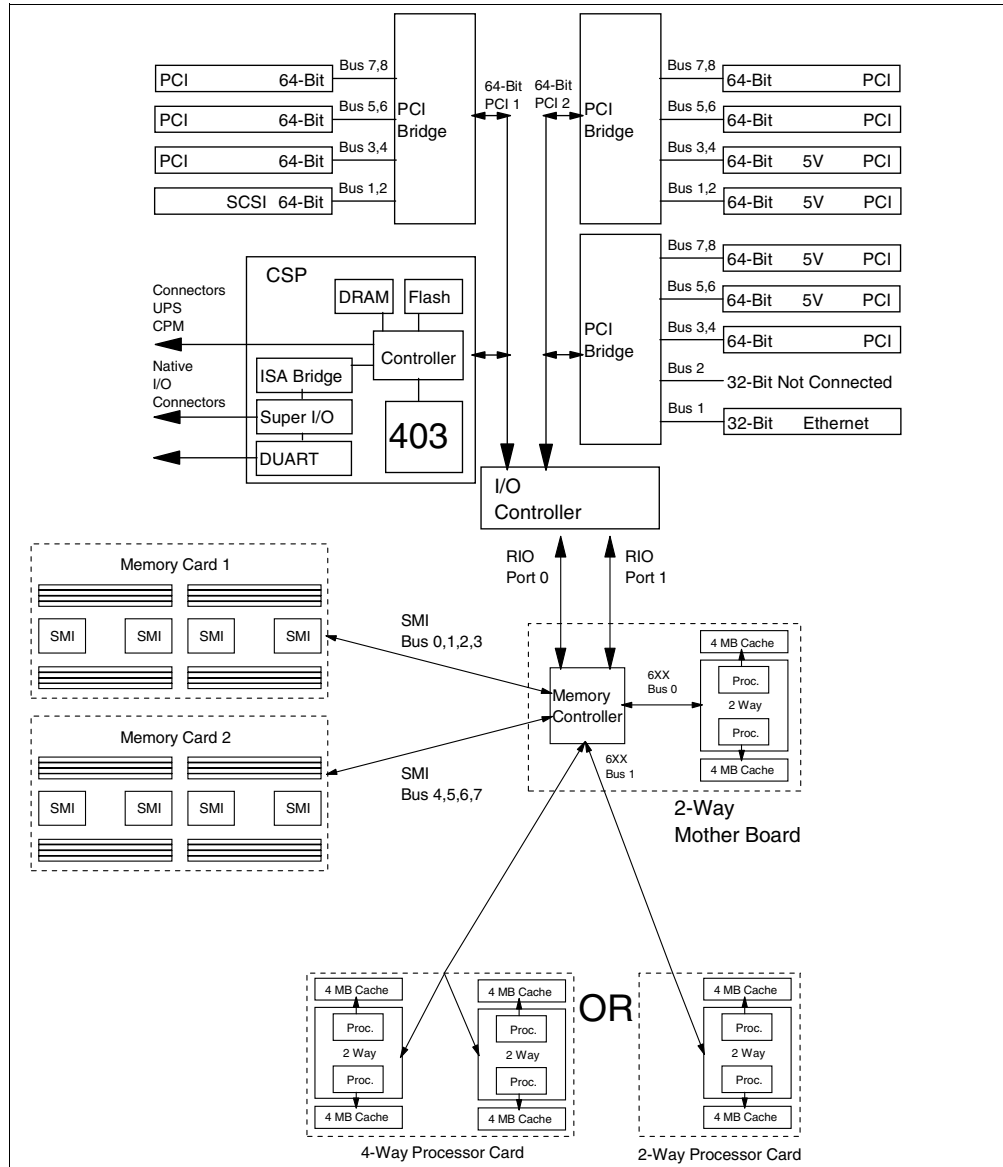 Bus 7,8
PCI 64-Bit
Bus 5,6
PCI 64-Bit
Bus 3,4
PCI 64-Bit
Bus 1,2
SCSI 64-Bit
PCI
Bridge
64-Bit
PCI 1
64-Bit
PCI 2
PCI
Bridge
Bus 7,8
64-Bit PCI
Bus 5,6
64-Bit PCI
Bus 3,4
64-Bit 5V PCI
Bus 1,2
64-Bit 5V PCI
PCI
Bridge
Bus 7,8
64-Bit 5V PCI
Bus 5,6
64-Bit 5V PCI
Bus 3,4
64-Bit PCI
Bus 2
32-Bit Not Connected
Bus 1
32-Bit Ethernet
CSP
DRAM
Flash
Controller
ISA Bridge
Super I/O
DUART
403
Connectors
UPS
CPM
Native
I/O
Connectors
I/O
Controller
RIO
Port 0
RIO
Port 1
Memory Card 1
SMI SMI SMI SMI
SMI
Bus 0,1,2,3
Memory Card 2
SMI SMI SMI SMI
SMI
Bus 4,5,6,7
Memory
Controller
6XX
Bus 0
6XX
Bus 1
4 MB Cache
Proc.
2 Way
Proc.
4 MB Cache
2-Way
Mother Board
4 MB Cache
Proc.
2 Way
Proc.
4 MB Cache
4 MB Cache
Proc.
2 Way
Proc.
4 MB Cache
4-Way Processor Card
OR
4 MB Cache
Proc.
2 Way
Proc.
4 MB Cache
2-Way Processor Card